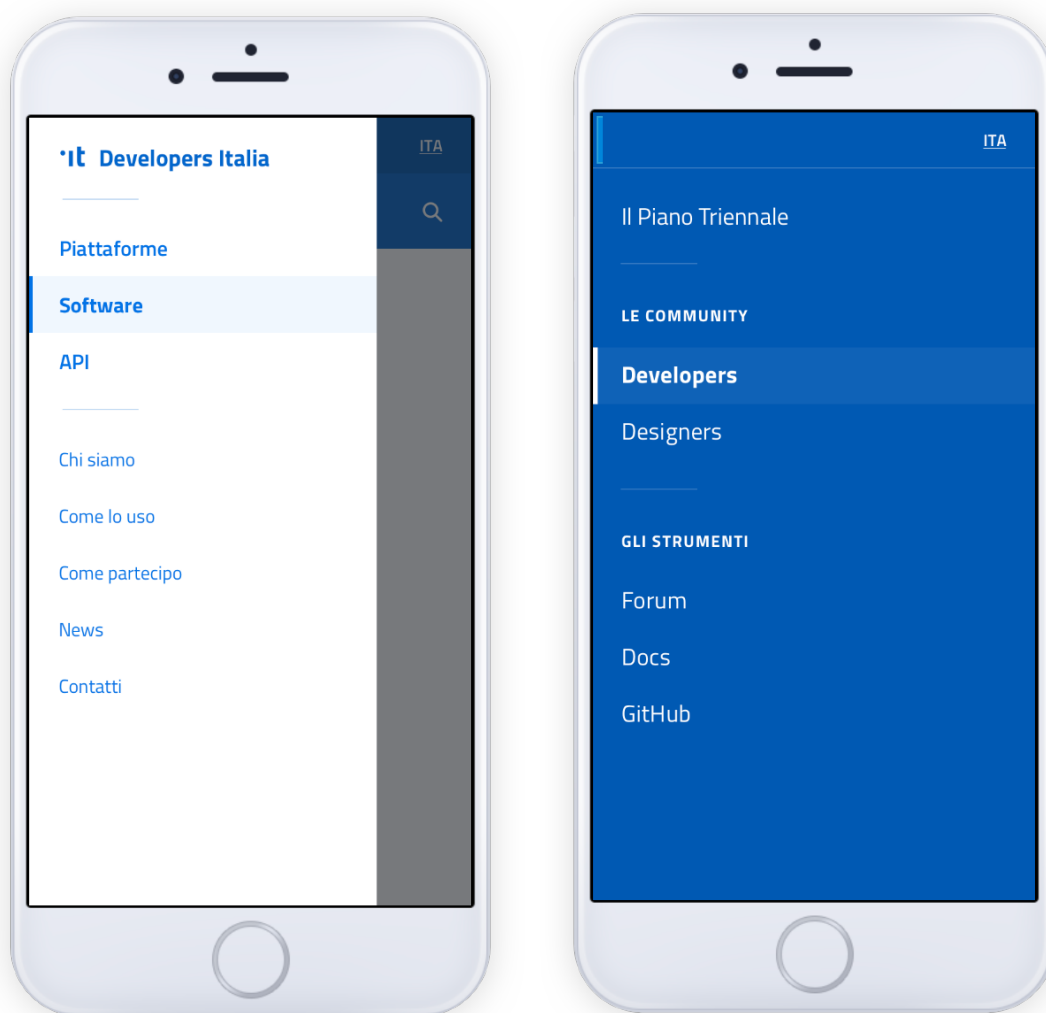 ·ıt Developers Italia
Piattaforme
Software
API
Chi siamo
Come lo uso
Come partecipo
News
Contatti
ITA
ITA
Il Piano Triennale
LE COMMUNITY
Developers
Designers
GLI STRUMENTI
Forum
Docs
GitHub